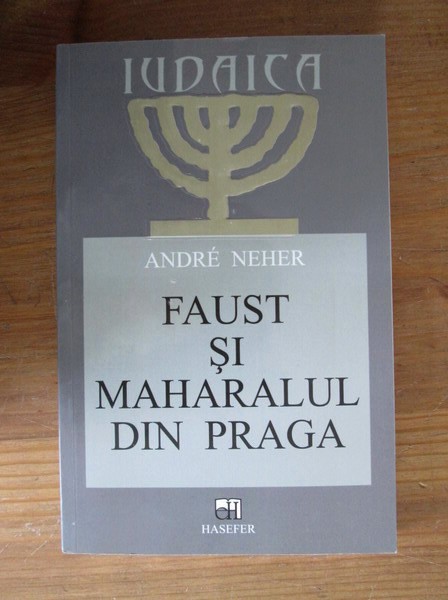 IUDAICA
ANDRÉ NEHER
FAUST
ŞI
MAHARALUL
DIN PRAGA
HASEFER